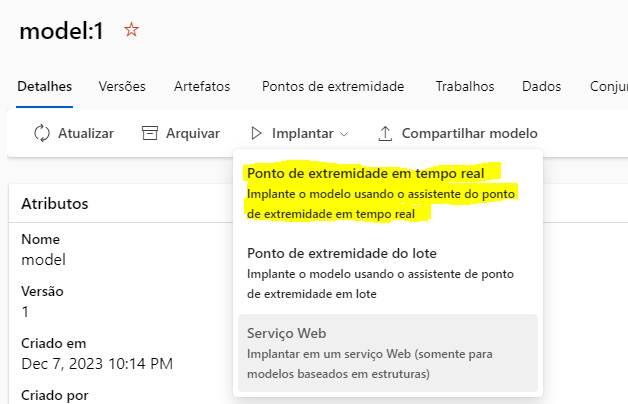 model:1
Detalhes Versões Artefatos Pontos de extremidade Trabalhos Dados Conjun
Atualizar Arquivar Implantar Compartilhar modelo
Ponto de extremidade em tempo real
Implante o modelo usando o assistente do ponto
de extremidade em tempo real
Ponto de extremidade do lote
Implante o modelo usando o assistente de ponto
de extremidade em lote
Serviço Web
Implantar em um serviço Web (somente para
modelos baseados em estruturas)
Atributos
Nome
model
Versão
1
Criado em
Dec 7, 2023 10:14 PM
Criado por